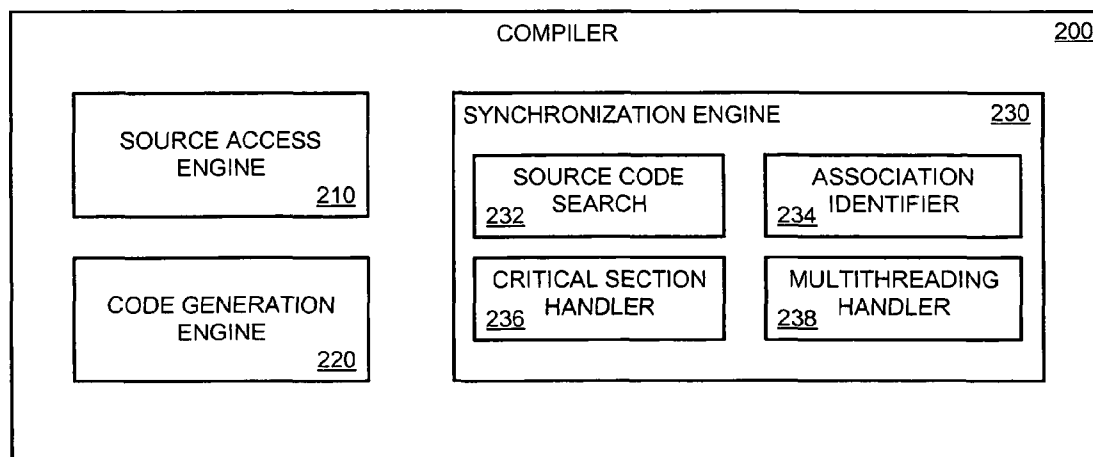 COMPILER 200
SOURCE ACCESS
ENGINE
210
CODE GENERATION
ENGINE
220
SYNCHRONIZATION ENGINE 230
SOURCE CODE
SEARCH
232
ASSOCIATION
IDENTIFIER
234
CRITICAL SECTION
HANDLER
236
MULTITHREADING
HANDLER
238